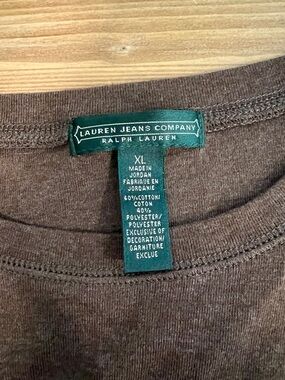 LAUREN JEANS COMPANY
RALPH LAUREN
XL
MADE IN
JORDAN
FABRIQUE EN
JORDANIE
60%COTTON/
COTON
40%
POLYESTER/
POLYESTER
EXCLUSIVE OF
DECORATION/
GARNITURE
EXCLUE